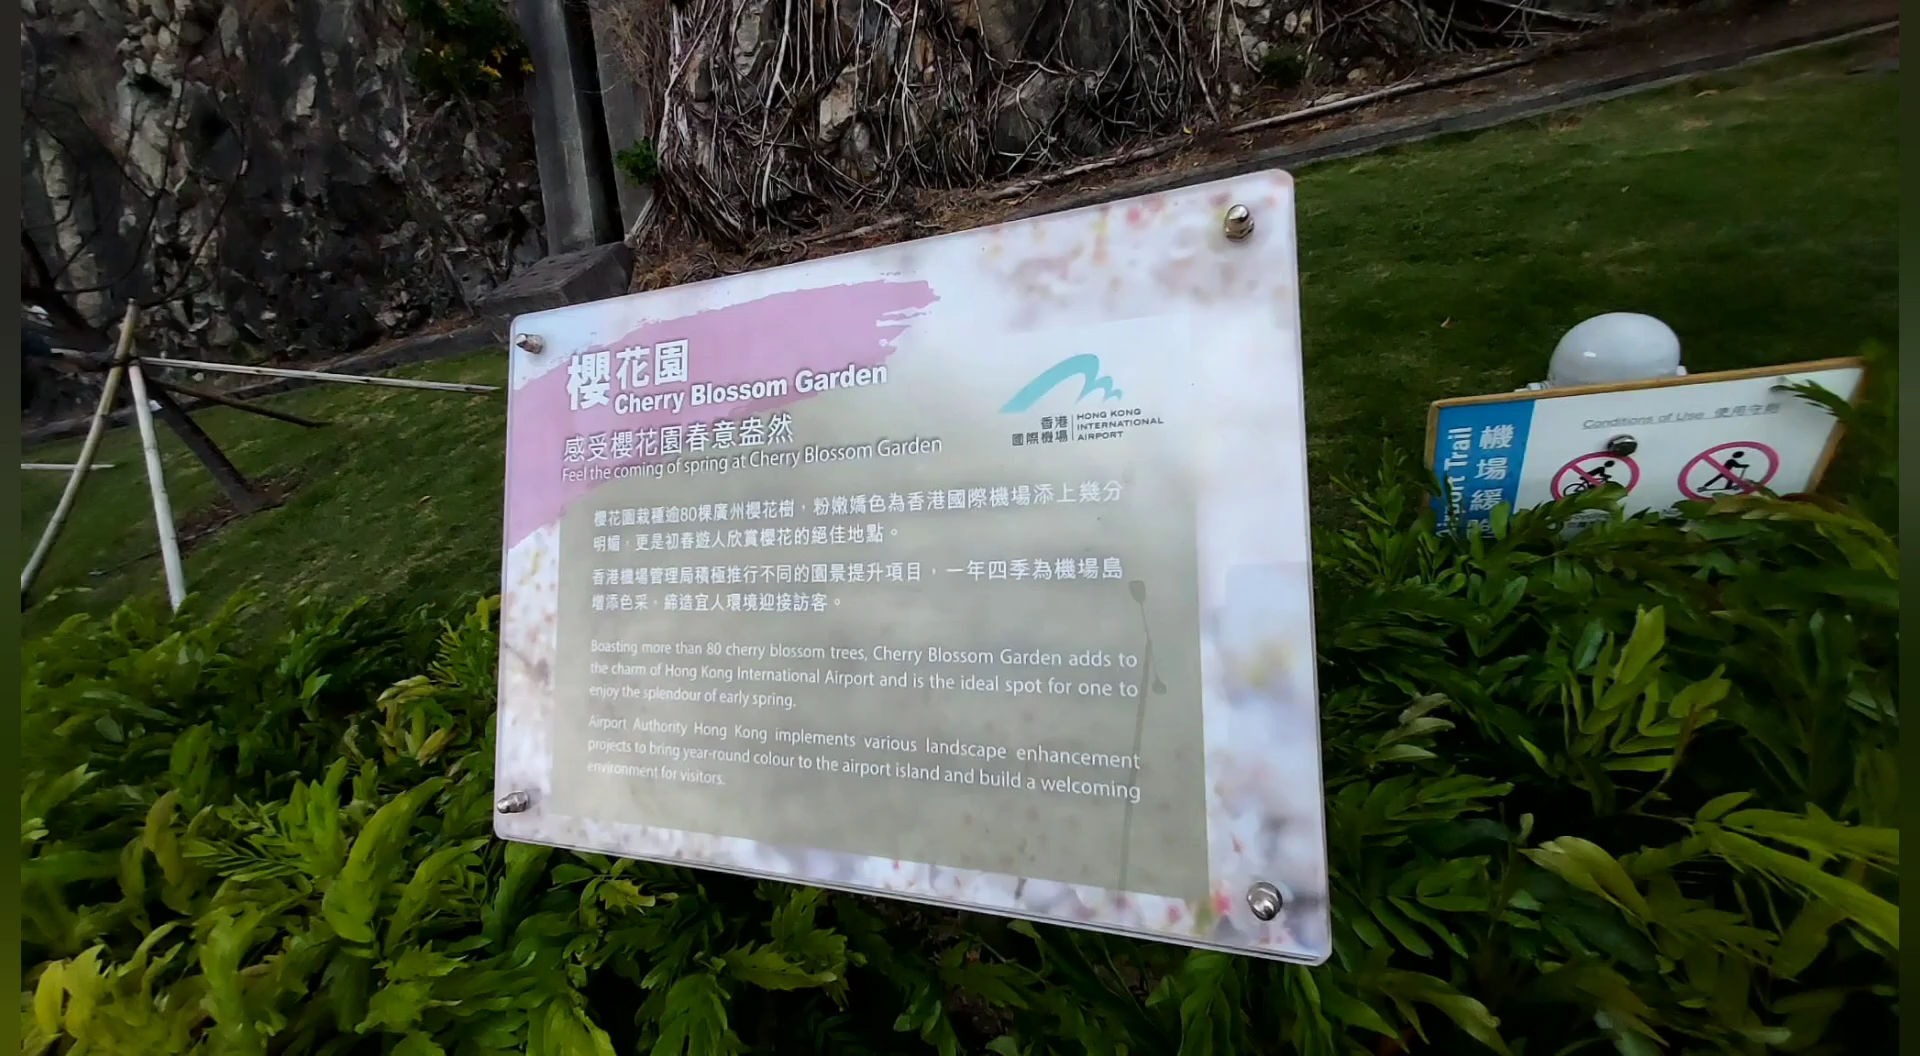 櫻花園
Cherry Blossom Garden
感受櫻花園春意盎然
Feel the coming of spring at Cherry Blossom Garden
香港
國際機場
HONG KONG
INTERNATIONAL
AIRPORT
櫻花園栽種逾80棵廣州櫻花樹，粉嫩嬌色為香港國際機場添上幾分
明媚，更是初春遊人欣賞櫻花的絕佳地點。
香港機場管理局積極推行不同的園景提升項目，一年四季為機場島
增添色采，締造宜人環境迎接訪客。
Boasting more than 80 cherry blossom trees, Cherry Blossom Garden adds to
the charm of Hong Kong International Airport and is the ideal spot for one to
enjoy the splendour of early spring.
Airport Authority Hong Kong implements various landscape enhancement
projects to bring year-round colour to the airport island and build a welcoming
environment for visitors.
機場緩
Airport Trail
Conditions of Use 使用守則